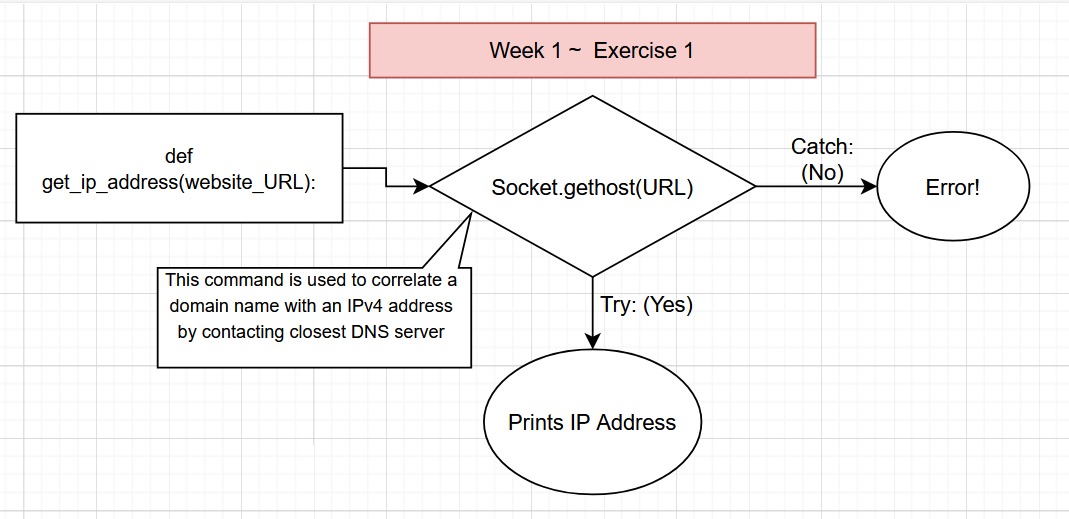 Week 1 ~ Exercise 1
def
get_ip_address(website_URL):
Socket.gethost(URL)
Catch:
(No)
Error!
This command is used to correlate a
domain name with an IPv4 address
by contacting closest DNS server
Try: (Yes)
Prints IP Address